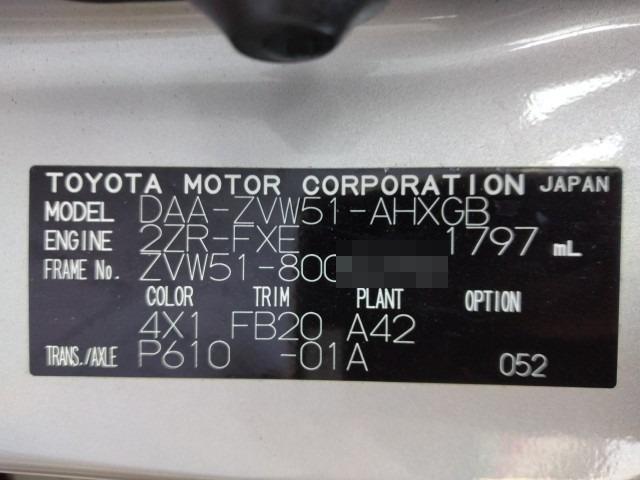 TOYOTA MOTOR CORPORATION JAPAN
MODEL DAA-ZVW51-AHXGB
ENGINE 2ZR-FXE 1797 mL
FRAME No. ZVW51-800
COLOR TRIM PLANT OPTION
4X1 FB20 A42
TRANS./AXLE P610 -01A 052